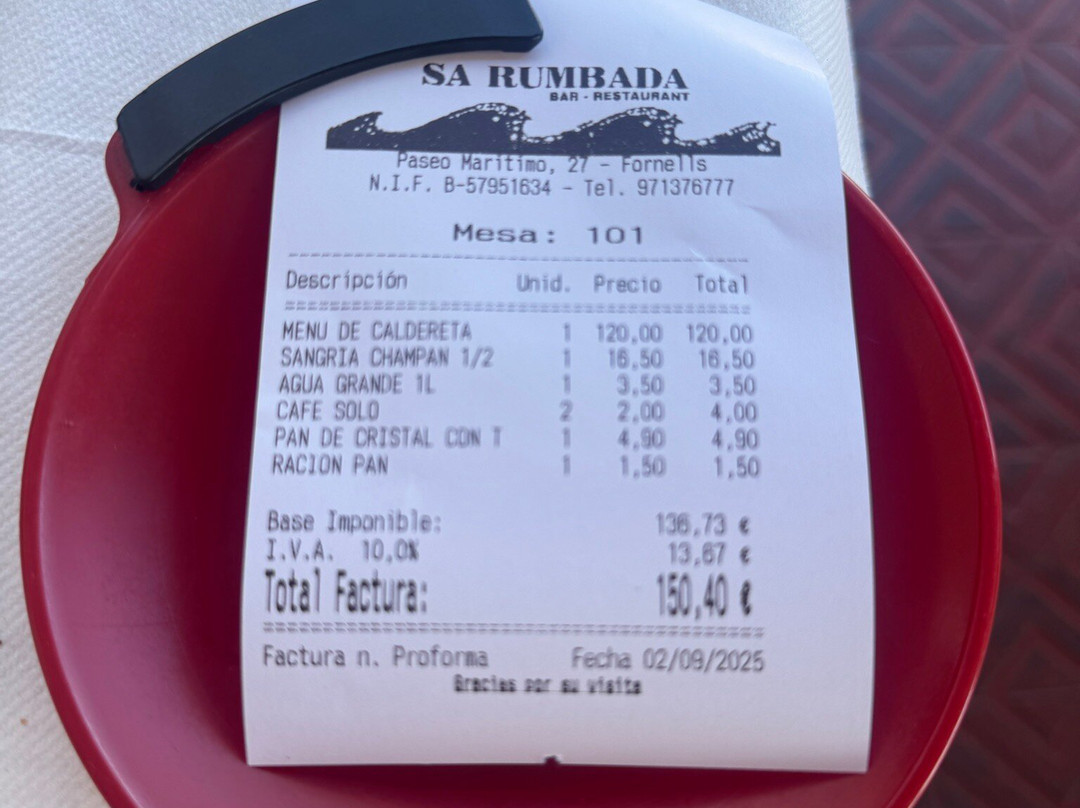 SA RUMBADA
BAR - RESTAURANT
Paseo Marítimo, 27 - Fornells
N.I.F. B-57951634 - Tel. 971376777
Mesa: 101
Descripción Unid. Precio Total
MENU DE CALDERETA 1 120,00 120,00
SANGRIA CHAMPAN 1/2 1 16,50 16,50
AGUA GRANDE 1L 1 3,50 3,50
CAFE SOLO 2 2,00 4,00
PAN DE CRISTAL CON T 1 4,90 4,90
RACION PAN 1 1,50 1,50
Base Imponible: 136,73 €
I.V.A. 10,0% 13,67 €
Total Factura: 150,40 €
Factura n. Proforma Fecha 02/09/2025
Gracias por su visita